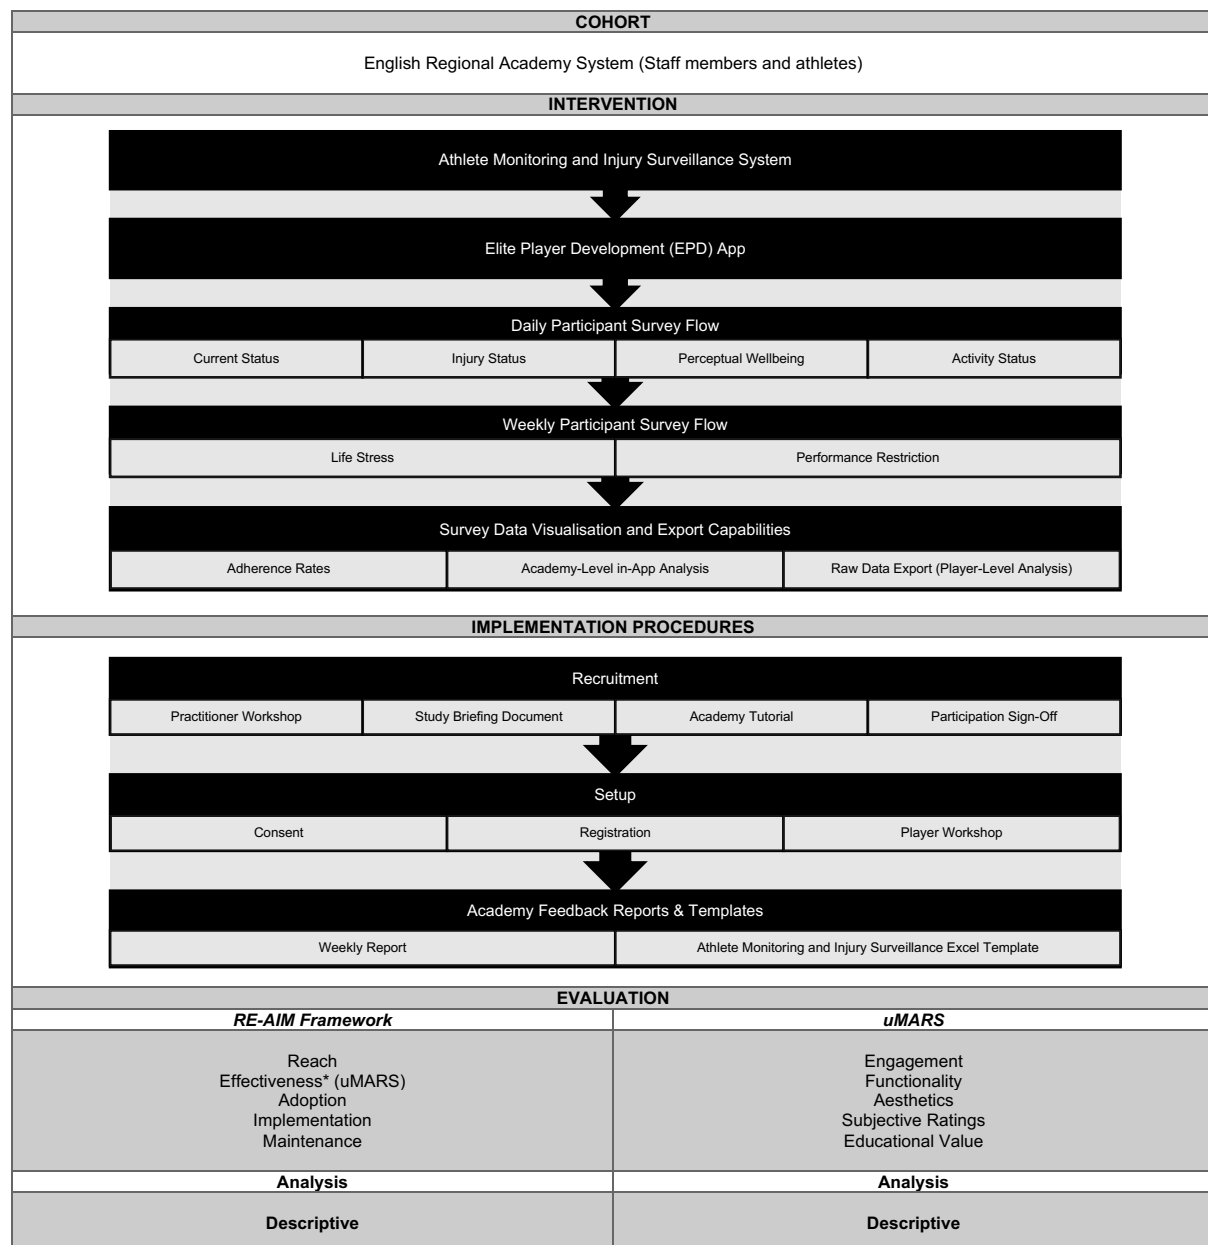 COHORT
English Regional Academy System (Staff members and athletes)
INTERVENTION
Athlete Monitoring and Injury Surveillance System
Elite Player Development (EPD) App
Daily Participant Survey Flow
Current Status
Injury Status
Perceptual Wellbeing
Activity Status
Weekly Participant Survey Flow
Life Stress
Performance Restriction
Survey Data Visualisation and Export Capabilities
Adherence Rates
Academy-Level in-App Analysis
Raw Data Export (Player-Level Analysis)
IMPLEMENTATION PROCEDURES
Recruitment
Practitioner Workshop
Study Briefing Document
Academy Tutorial
Participation Sign-Off
Setup
Consent
Registration
Player Workshop
Academy Feedback Reports & Templates
Weekly Report
Athlete Monitoring and Injury Surveillance Excel Template
EVALUATION
RE-AIM Framework
Reach
Effectiveness* (uMARS)
Adoption
Implementation
Maintenance
Analysis
Descriptive
uMARS
Engagement
Functionality
Aesthetics
Subjective Ratings
Educational Value
Analysis
Descriptive